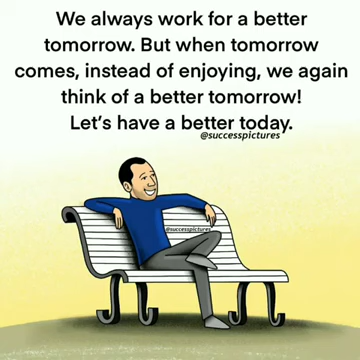 We always work for a better
tomorrow. But when tomorrow
comes, instead of enjoying, we again
think of a better tomorrow!
Let's have a better today.
@successpictures
@successpictures